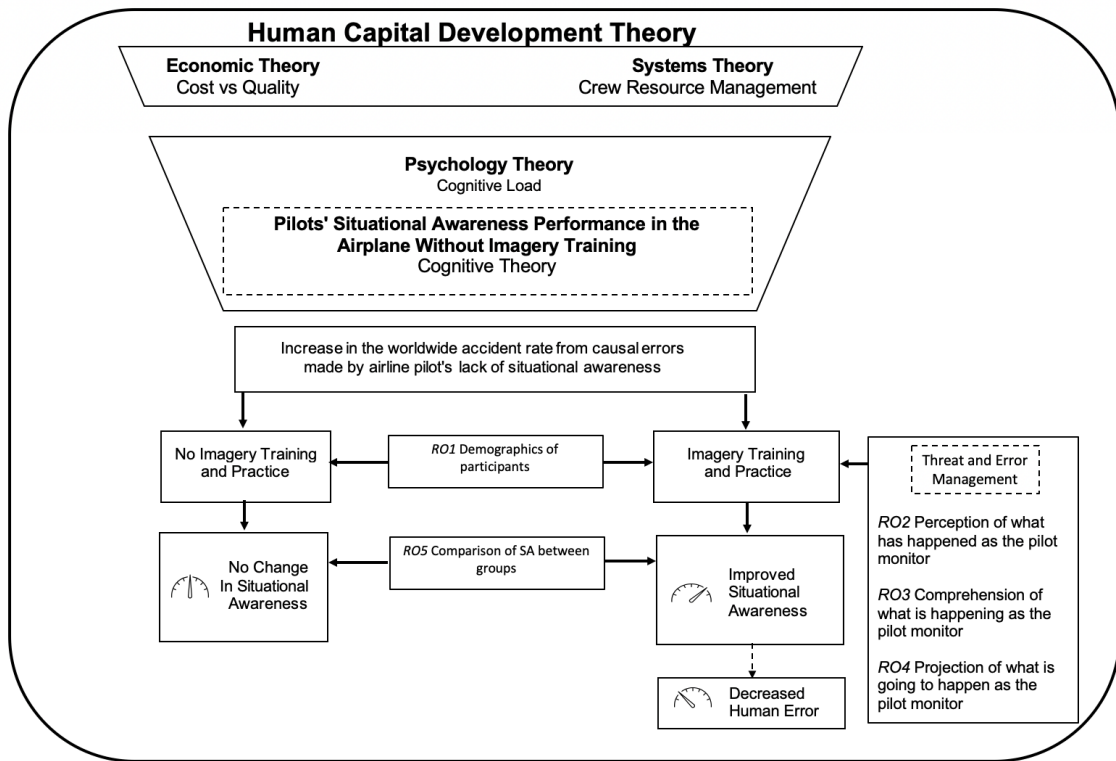 Human Capital Development Theory
Economic Theory
Cost vs Quality
Systems Theory
Crew Resource Management
Psychology Theory
Cognitive Load
Pilots' Situational Awareness Performance in the
Airplane Without Imagery Training
Cognitive Theory
Increase in the worldwide accident rate from causal errors
made by airline pilot's lack of situational awareness
No Imagery Training
and Practice
RO1 Demographics of
participants
Imagery Training
and Practice
Threat and Error
Management
RO2 Perception of what
has happened as the pilot
monitor
RO3 Comprehension of
what is happening as the
pilot monitor
RO4 Projection of what is
going to happen as the
pilot monitor
No Change
In Situational
Awareness
RO5 Comparison of SA between
groups
Improved
Situational
Awareness
Decreased
Human Error